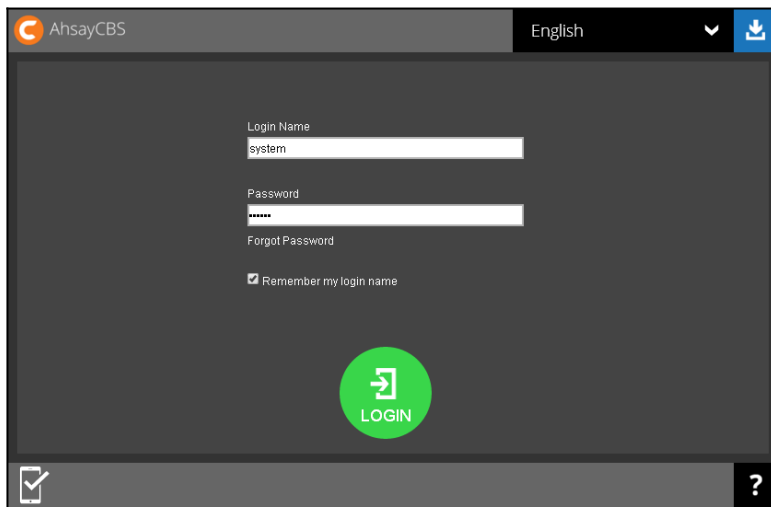 AhsayCBS
English
Login Name
system
Password
••••••
Forgot Password
Remember my login name
LOGIN
?